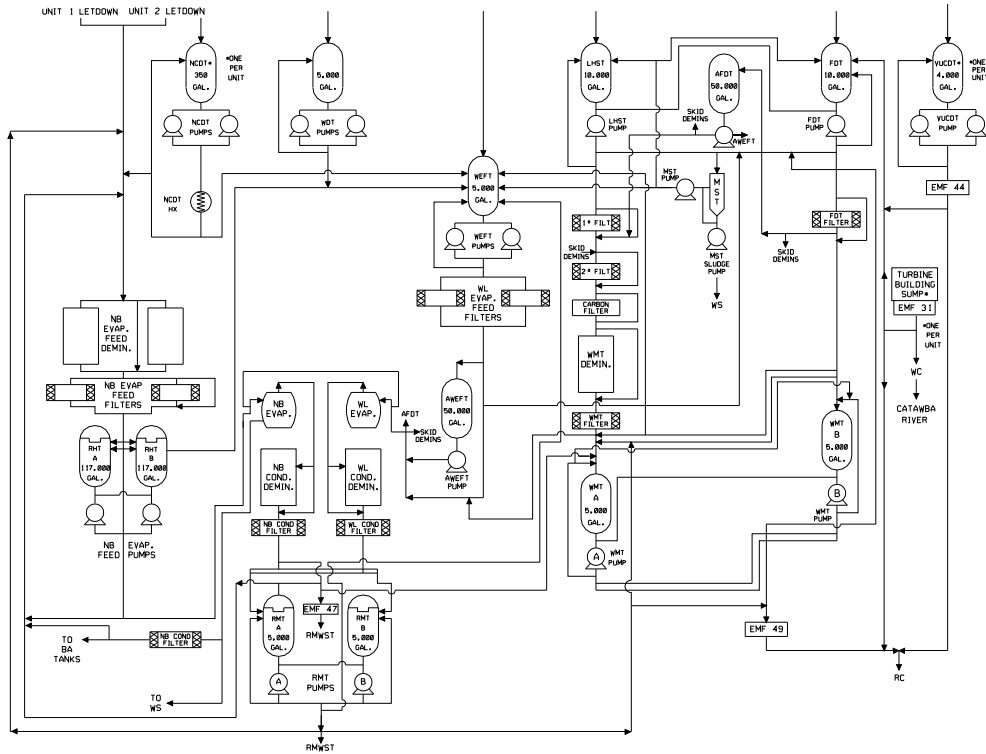 UNIT 1 LETDOWN UNIT 2 LETDOWN
NCDT*
350
GAL.
*ONE
PER
UNIT
NCDT
PUMPS
NCDT
HX
5,000
GAL.
WDT PUMPS
WEFT
5,000
GAL.
WEFT
PUMPS
WL
EVAP.
FEED
FILTERS
LHST
10,000
GAL.
LHST
PUMP
AFDT
50,000
GAL.
SKID
DEMINS
AWEFT
FDT
10,000
GAL.
FDT
PUMP
VUCDT*
4,000
GAL.
*ONE
PER
UNIT
VUCDT
PUMP
EMF 44
MST
PUMP
M
S
T
MST
SLUDGE
PUMP
WS
1° FILT
SKID
DEMINS
2° FILT
CARBON
FILTER
WMT
DEMIN.
WMT
FILTER
FDT
FILTER
SKID
DEMINS
TURBINE
BUILDING
SUMP*
EMF 31
*ONE
PER
UNIT
WC
CATAWBA
RIVER
NB
EVAP.
FEED
DEMIN.
NB EVAP
FEED
FILTERS
RHT
A
117,000
GAL.
RHT
B
117,000
GAL.
NB EVAP.
FEED PUMPS
NB
EVAP.
WL
EVAP.
AFDT
SKID
DEMINS
AWEFT
50,000
GAL.
AWEFT
PUMP
NB
COND.
DEMIN.
WL
COND.
DEMIN.
NB COND
FILTER
WL COND
FILTER
WMT
A
5,000
GAL.
A
WMT
PUMP
WMT
B
5,000
GAL.
B
WMT
PUMP
RMT
A
5,000
GAL.
EMF 47
RMWST
RMT
B
5,000
GAL.
A
RMT
PUMPS
B
EMF 49
RC
TO
BA
TANKS
NB COND
FILTER
TO
WS
RMWST